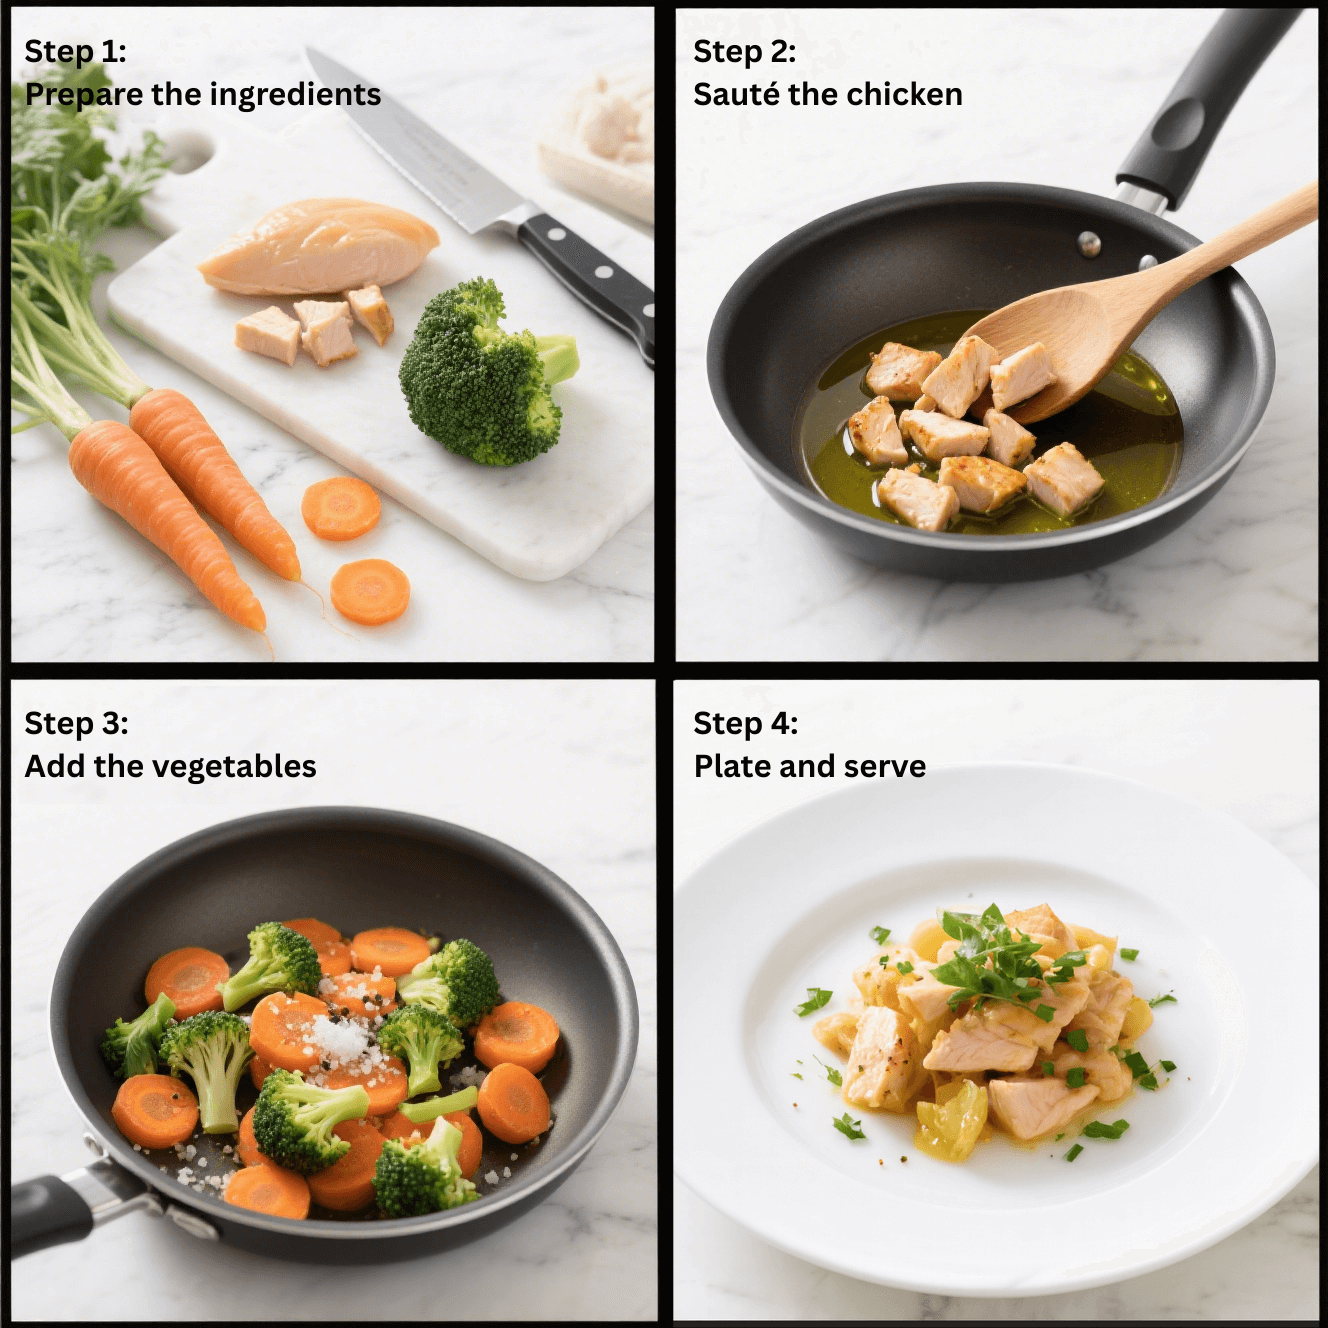 Step 1:
Prepare the ingredients
Step 2:
Sauté the chicken
Step 3:
Add the vegetables
Step 4:
Plate and serve